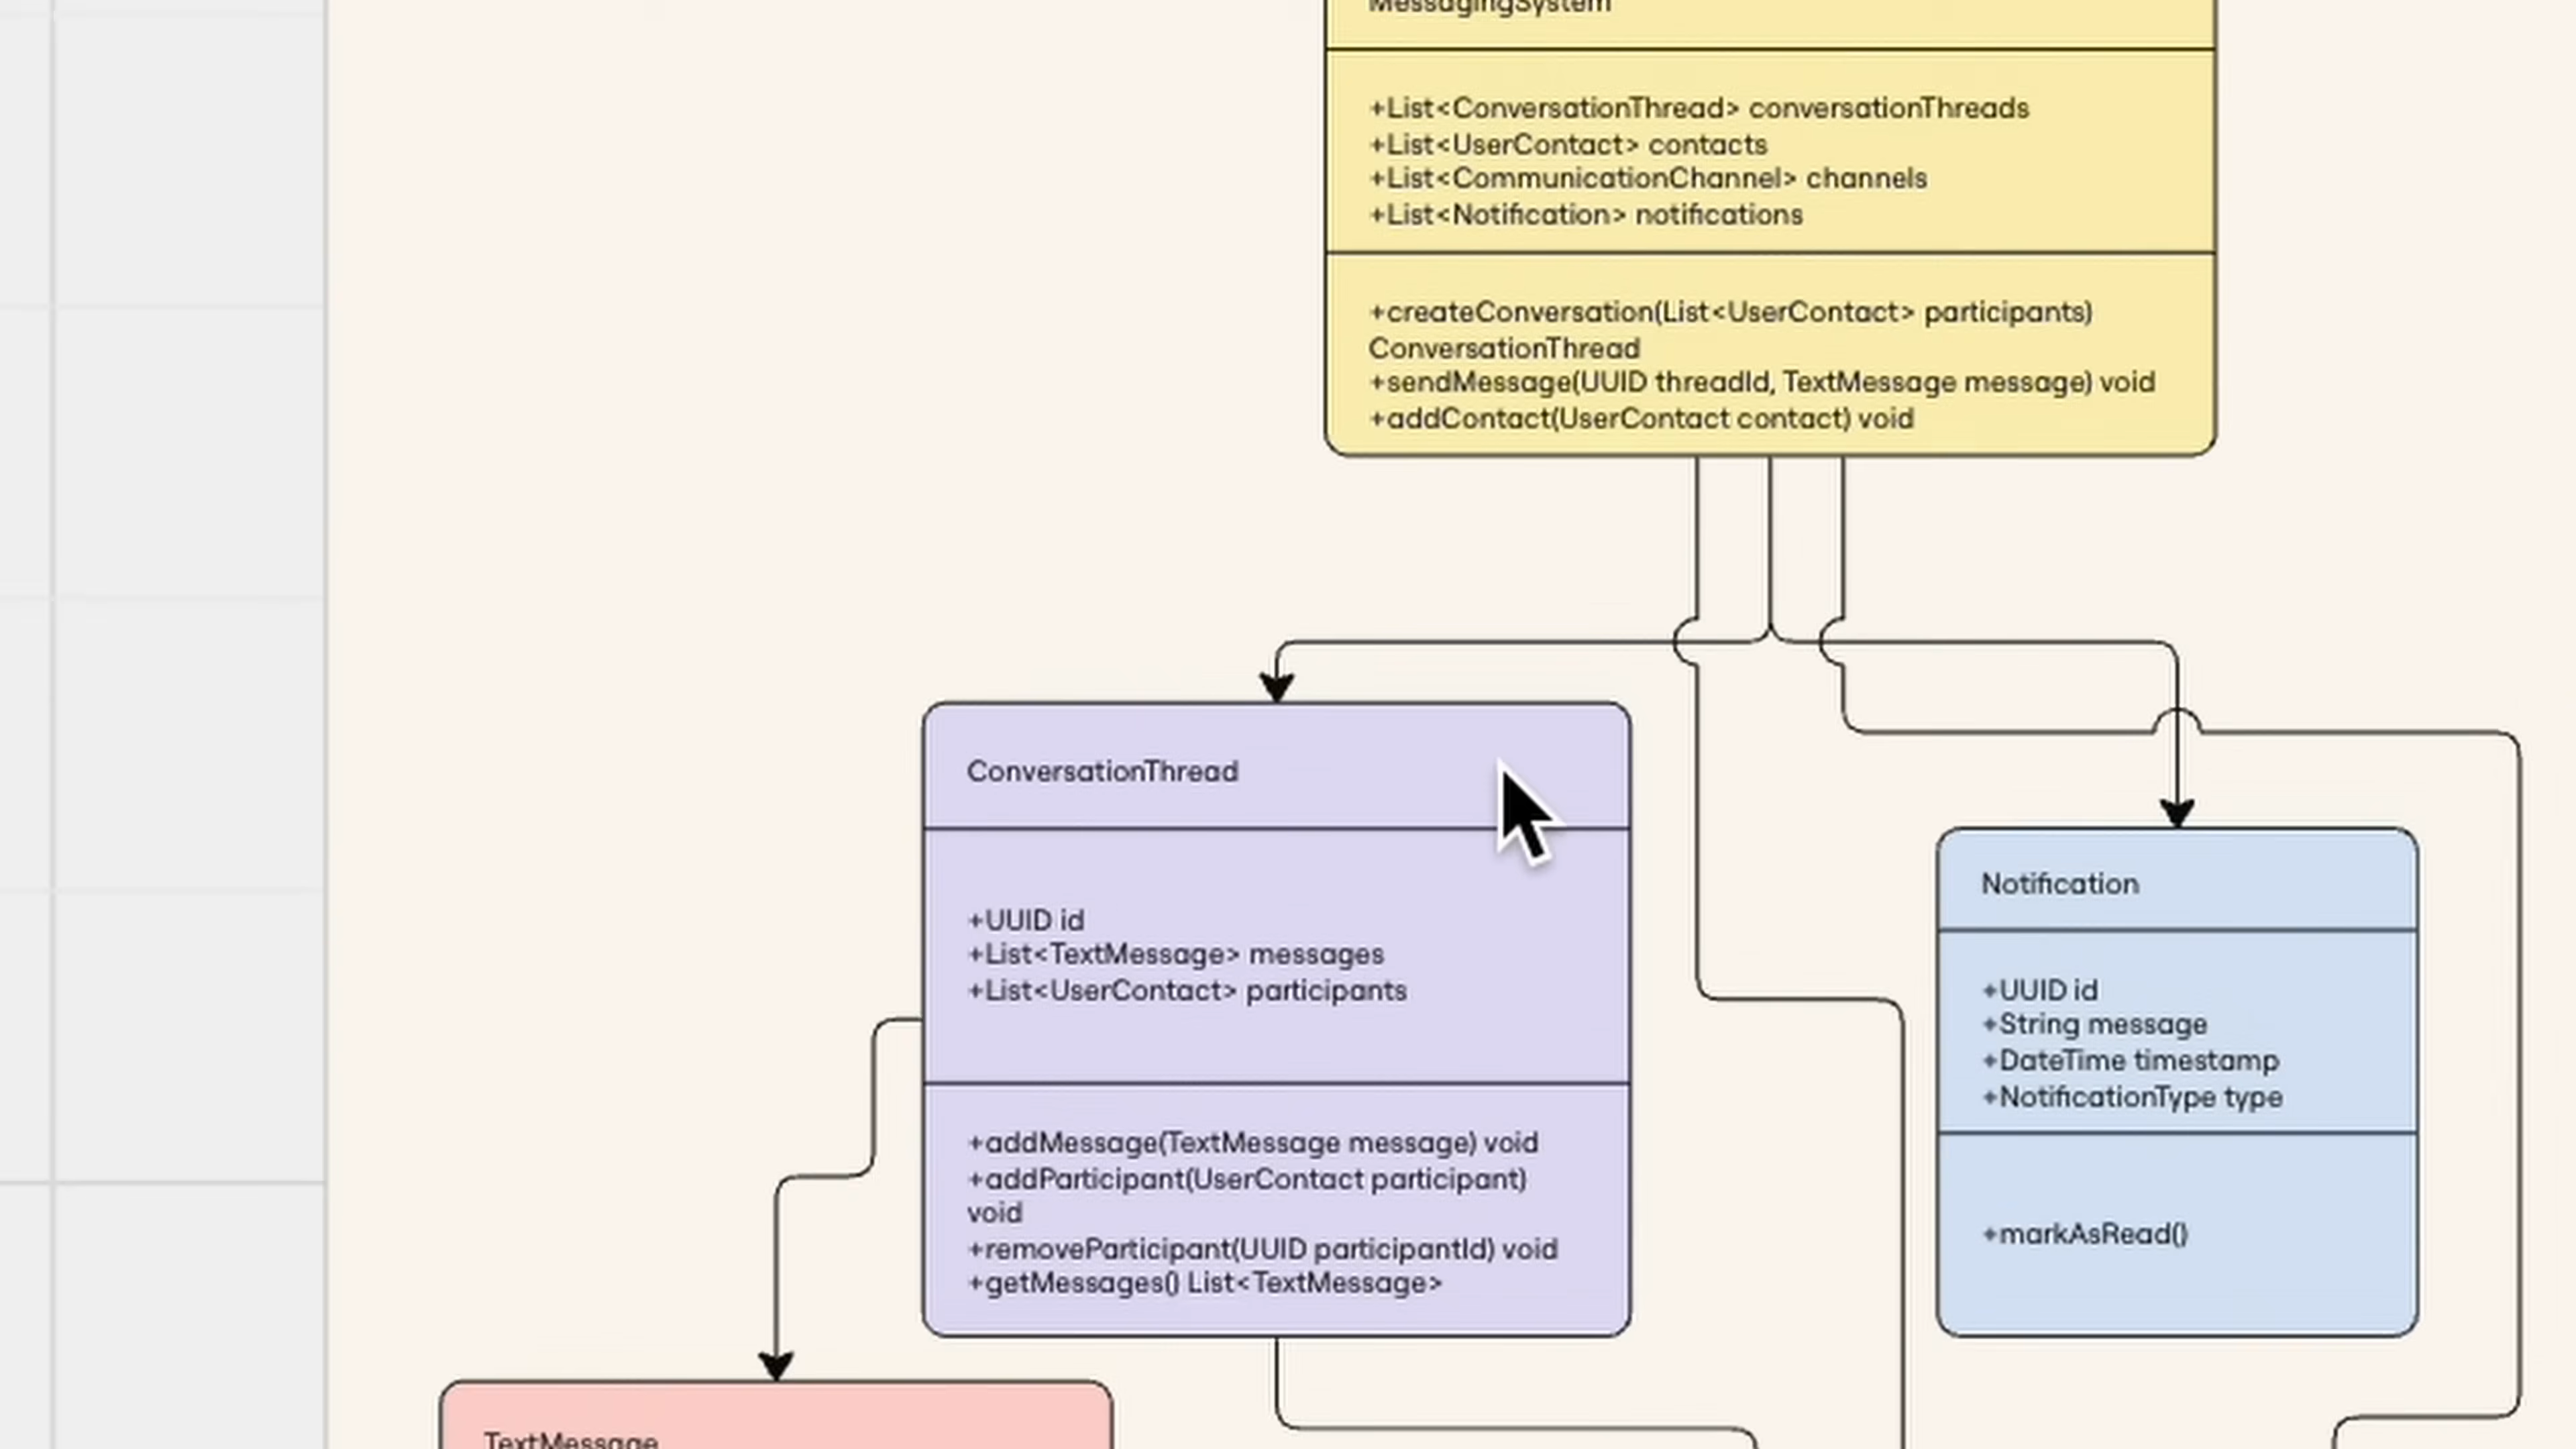 MessagingSystem
+List<ConversationThread> conversationThreads
+List<UserContact> contacts
+List<CommunicationChannel> channels
+List<Notification> notifications
+createConversation(List<UserContact> participants)
ConversationThread
+sendMessage(UUID threadId, TextMessage message) void
+addContact(UserContact contact) void
ConversationThread
+UUID id
+List<TextMessage> messages
+List<UserContact> participants
+addMessage(TextMessage message) void
+addParticipant(UserContact participant)
void
+removeParticipant(UUID participantId) void
+getMessages() List<TextMessage>
Notification
+UUID id
+String message
+DateTime timestamp
+NotificationType type
+markAsRead()
TextMessage